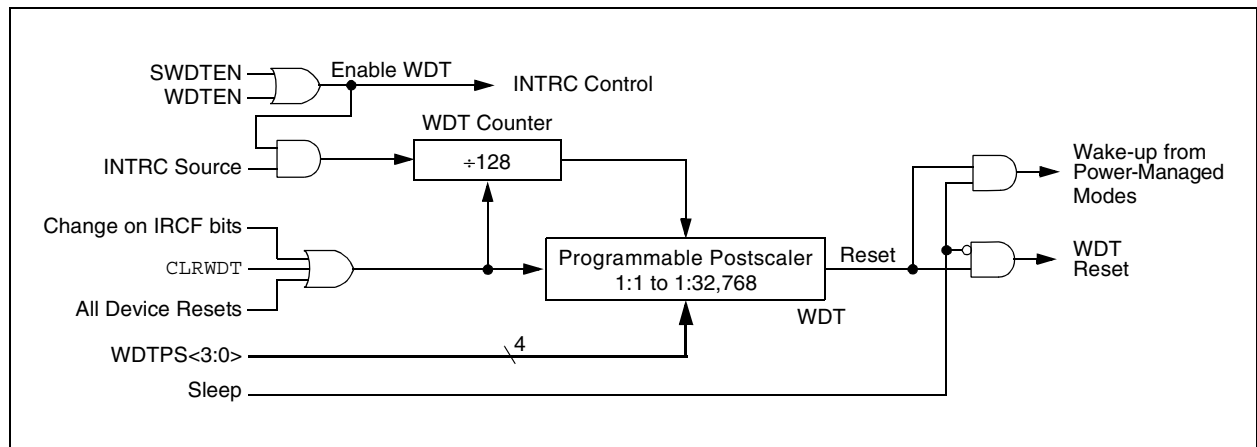 SWDTEN
WDTEN
Enable WDT
INTRC Control
WDT Counter
INTRC Source
÷128
Wake-up from
Power-Managed
Modes
Change on IRCF bits
CLRWDT
All Device Resets
Programmable Postscaler
1:1 to 1:32,768
Reset
WDT
Reset
WDT
WDTPS<3:0>
4
Sleep